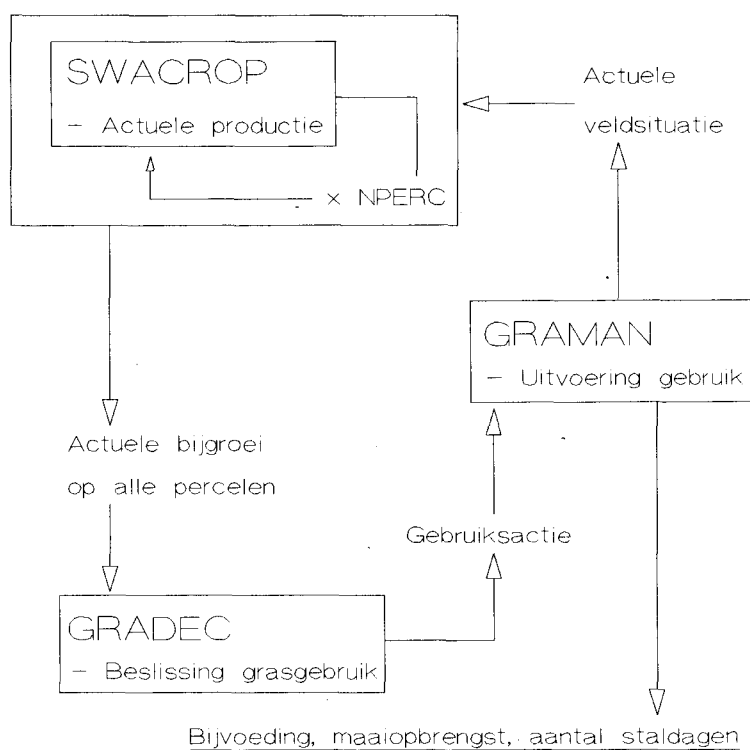 SWACROP
- Actuele productie
x NPERC
Actuele
veldsituatie
GRAMAN
- Uitvoering gebruik
Actuele bijgroei
op alle percelen
Gebruiksactie
GRADEC
- Beslissing grasgebruik
Bijvoeding, maaiopbrengst, aantal staldagen